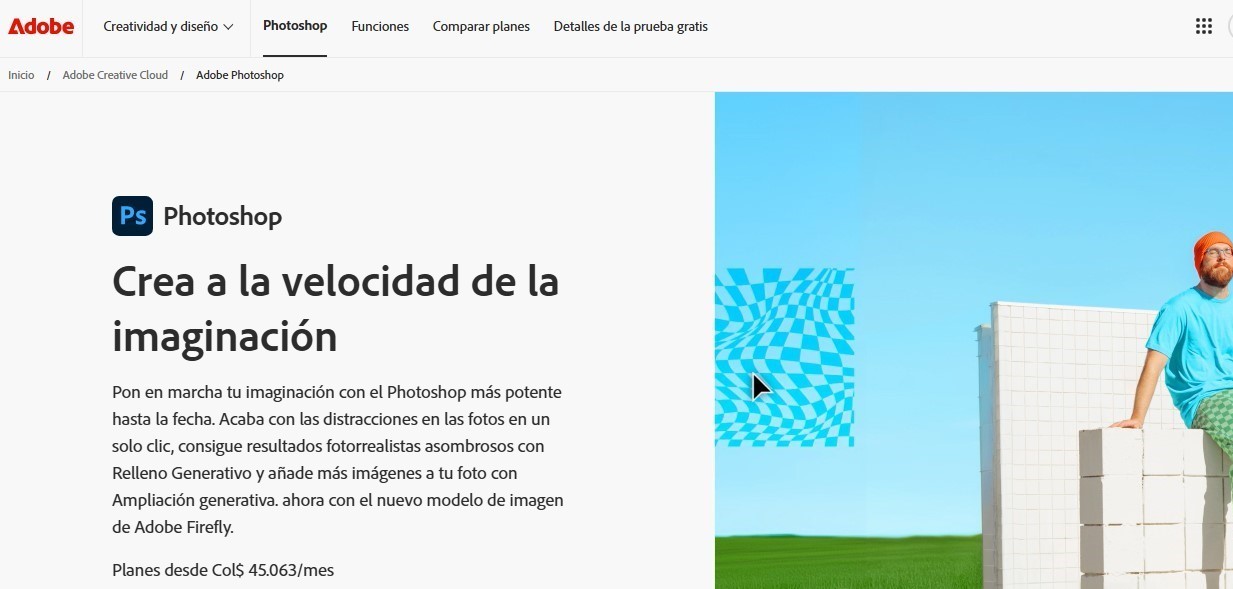 Adobe
Creatividad y diseño
Photoshop
Funciones
Comparar planes
Detalles de la prueba gratis
Inicio / Adobe Creative Cloud / Adobe Photoshop
Ps Photoshop
Crea a la velocidad de la
imaginación
Pon en marcha tu imaginación con el Photoshop más potente
hasta la fecha. Acaba con las distracciones en las fotos en un
solo clic, consigue resultados fotorrealistas asombrosos con
Relleno Generativo y añade más imágenes a tu foto con
Ampliación generativa. ahora con el nuevo modelo de imagen
de Adobe Firefly.
Planes desde Col$ 45.063/mes